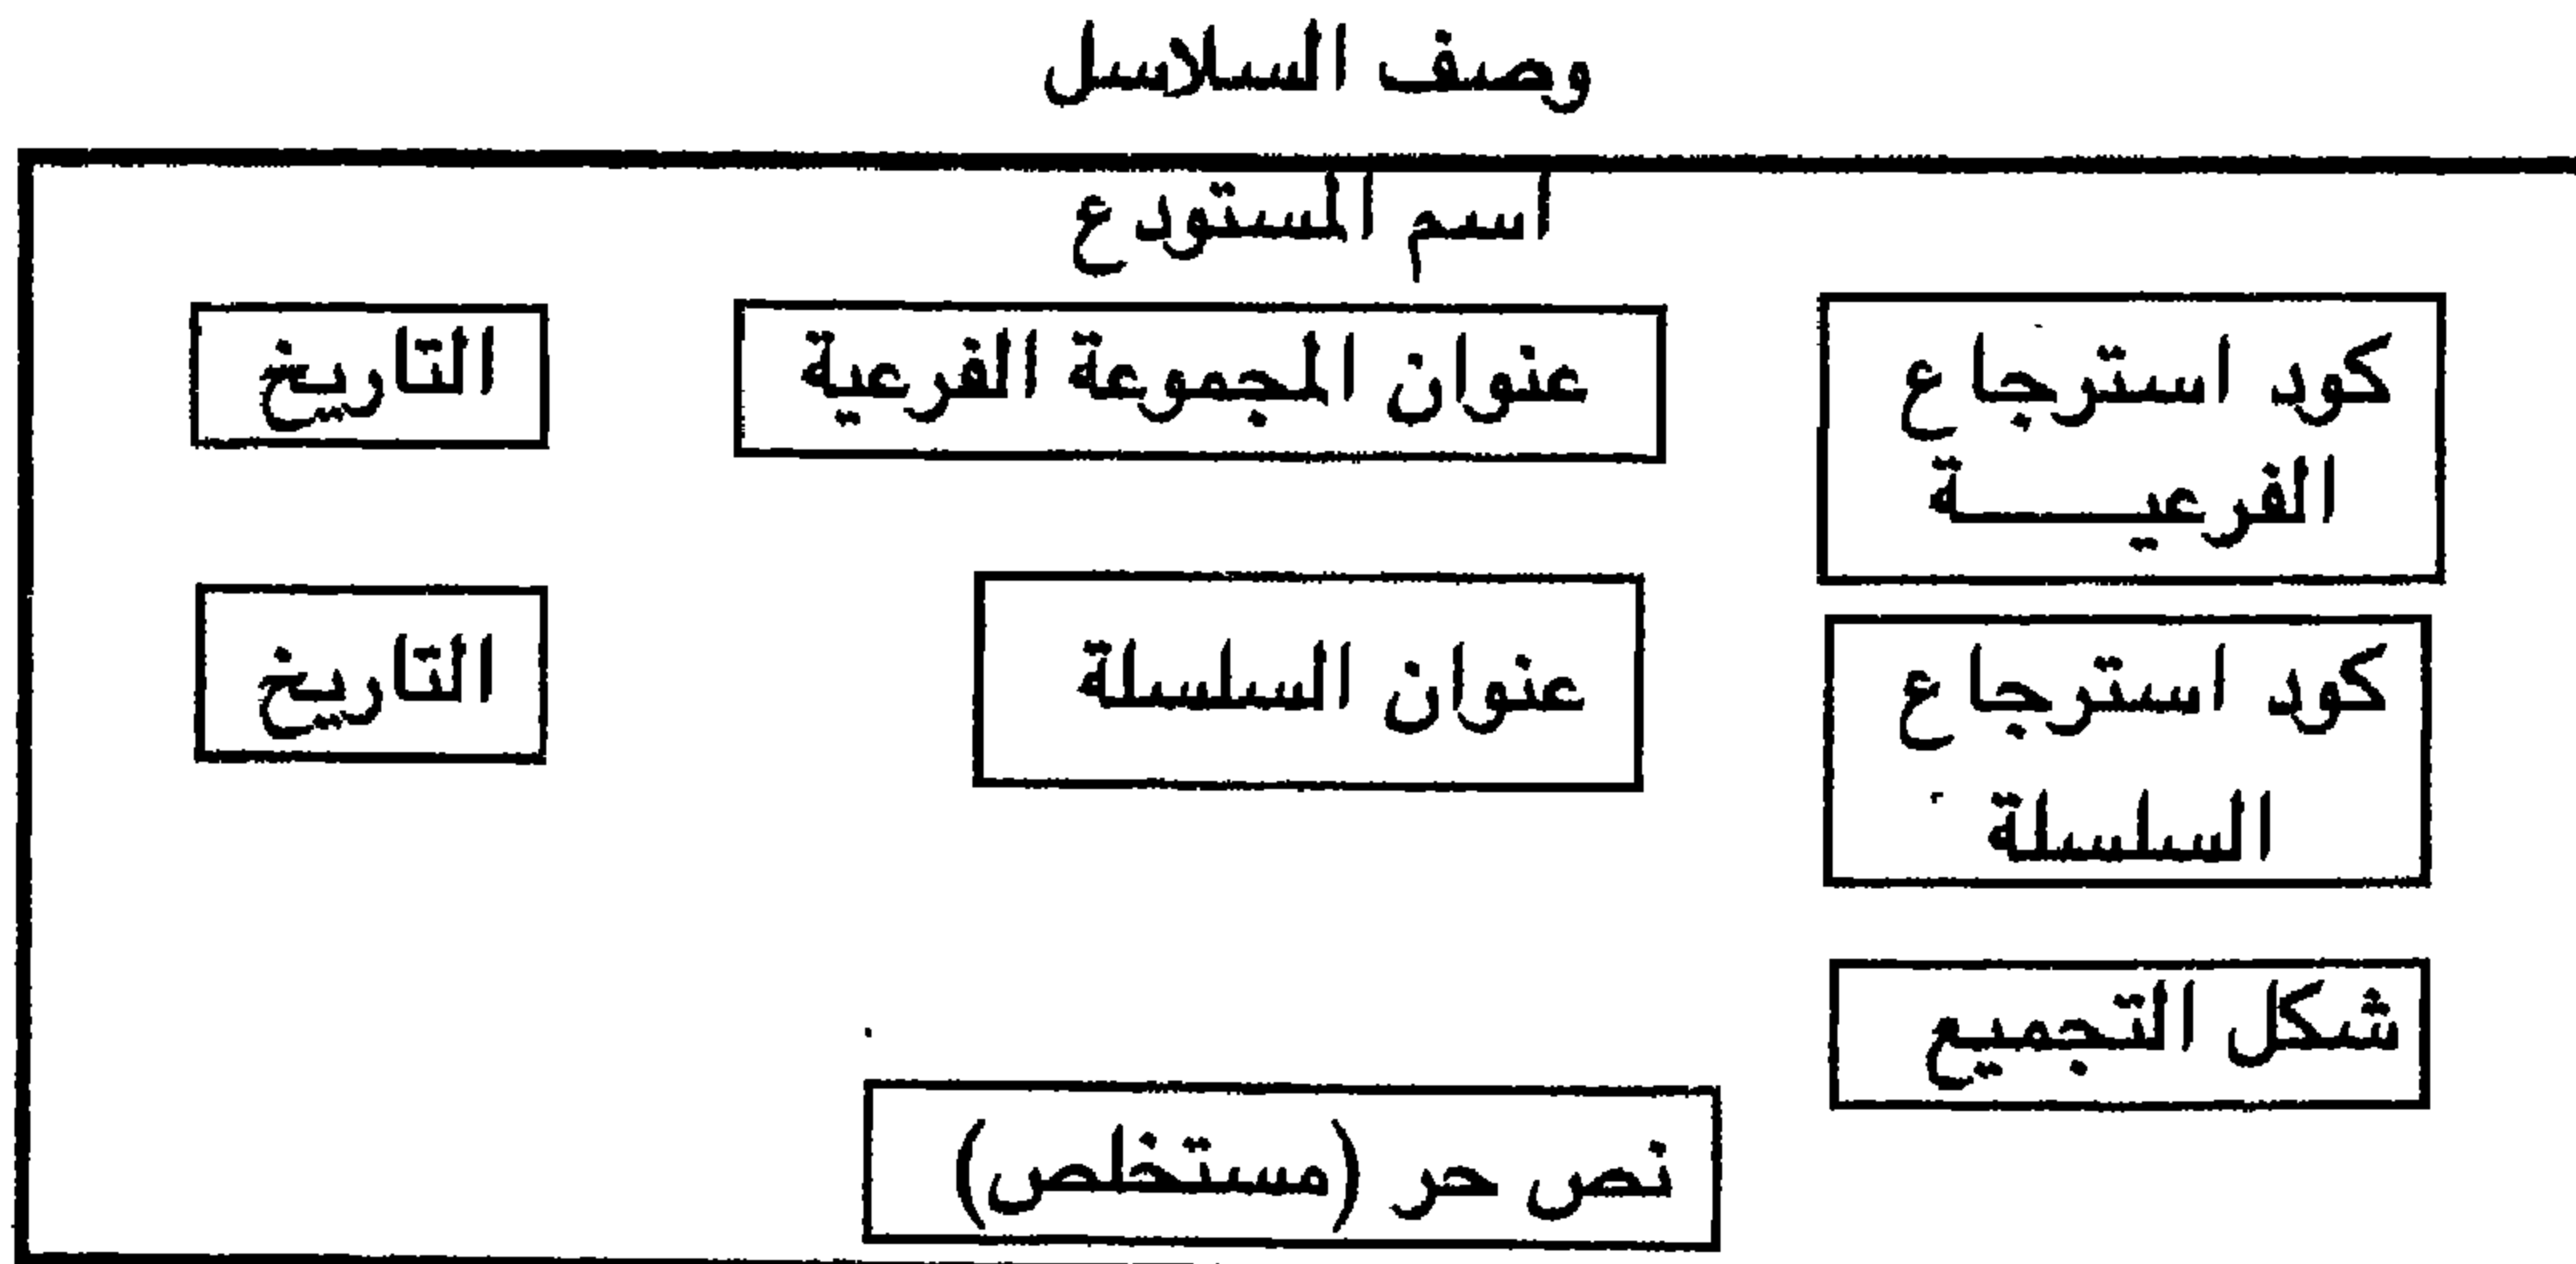 وصف السلاسل
اسم المستودع
كود استرجاع
الفرعية
عنوان المجموعة الفرعية
التاريخ
كود استرجاع
السلسلة
عنوان السلسلة
التاريخ
شكل التجميع
نص حر (مستخلص)